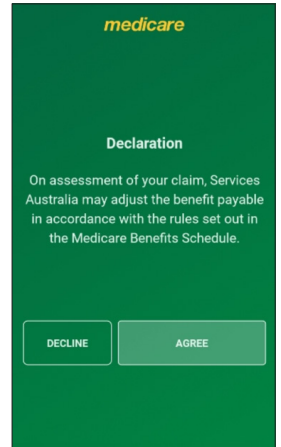 medicare
Declaration
On assessment of your claim, Services
Australia may adjust the benefit payable
in accordance with the rules set out in
the Medicare Benefits Schedule.
DECLINE
AGREE